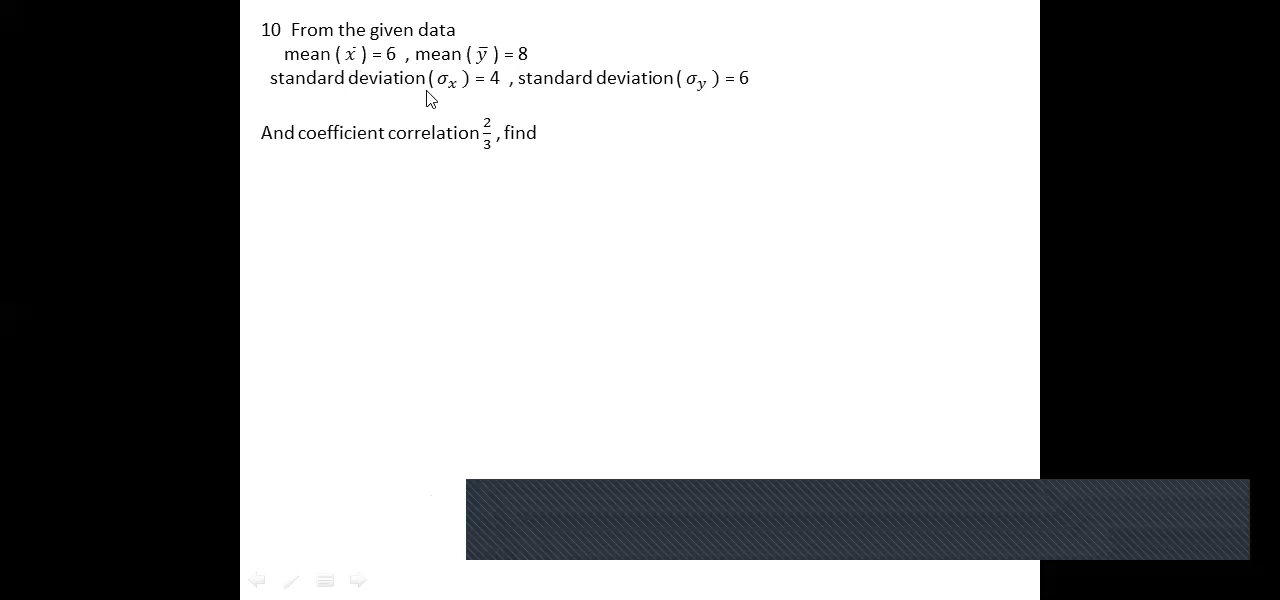 10 From the given data
mean ( x̄ ) = 6 , mean ( ȳ ) = 8
standard deviation( σₓ ) = 4 , standard deviation( σ_y ) = 6
And coefficient correlation 2/3 , find